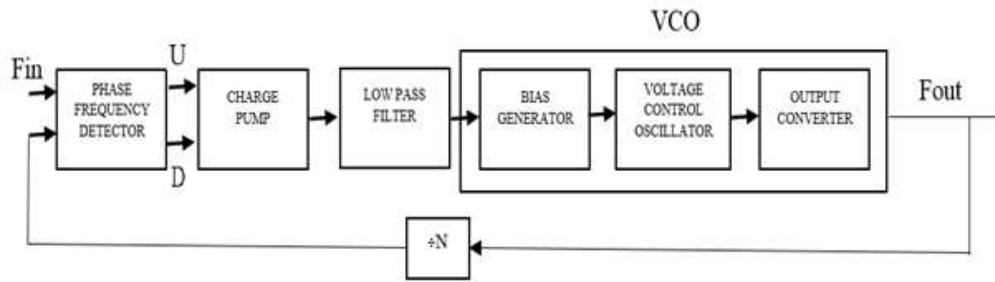 VCO
Fin
U
PHASE
FREQUENCY
DETECTOR
D
CHARGE
PUMP
LOW PASS
FILTER
BIAS
GENERATOR
VOLTAGE
CONTROL
OSCILLATOR
OUTPUT
CONVERTER
Fout
÷N